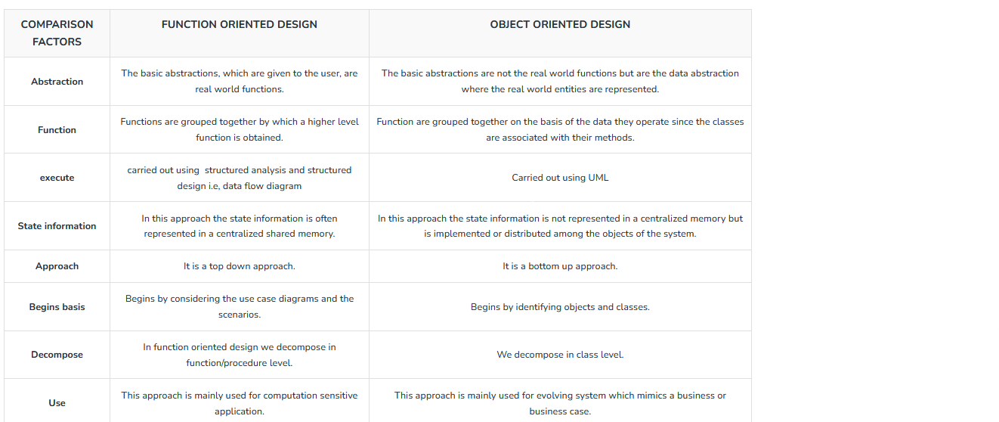 COMPARISON
FACTORS
FUNCTION ORIENTED DESIGN
OBJECT ORIENTED DESIGN
Abstraction
The basic abstractions, which are given to the user, are
real world functions.
The basic abstractions are not the real world functions but are the data abstraction
where the real world entities are represented.
Function
Functions are grouped together by which a higher level
function is obtained.
Function are grouped together on the basis of the data they operate since the classes
are associated with their methods.
execute
carried out using  structured analysis and structured
design i.e, data flow diagram
Carried out using UML
State information
In this approach the state information is often
represented in a centralized shared memory.
In this approach the state information is not represented in a centralized memory but
is implemented or distributed among the objects of the system.
Approach
It is a top down approach.
It is a bottom up approach.
Begins basis
Begins by considering the use case diagrams and the
scenarios.
Begins by identifying objects and classes.
Decompose
In function oriented design we decompose in
function/procedure level.
We decompose in class level.
Use
This approach is mainly used for computation sensitive
application.
This approach is mainly used for evolving system which mimics a business or
business case.